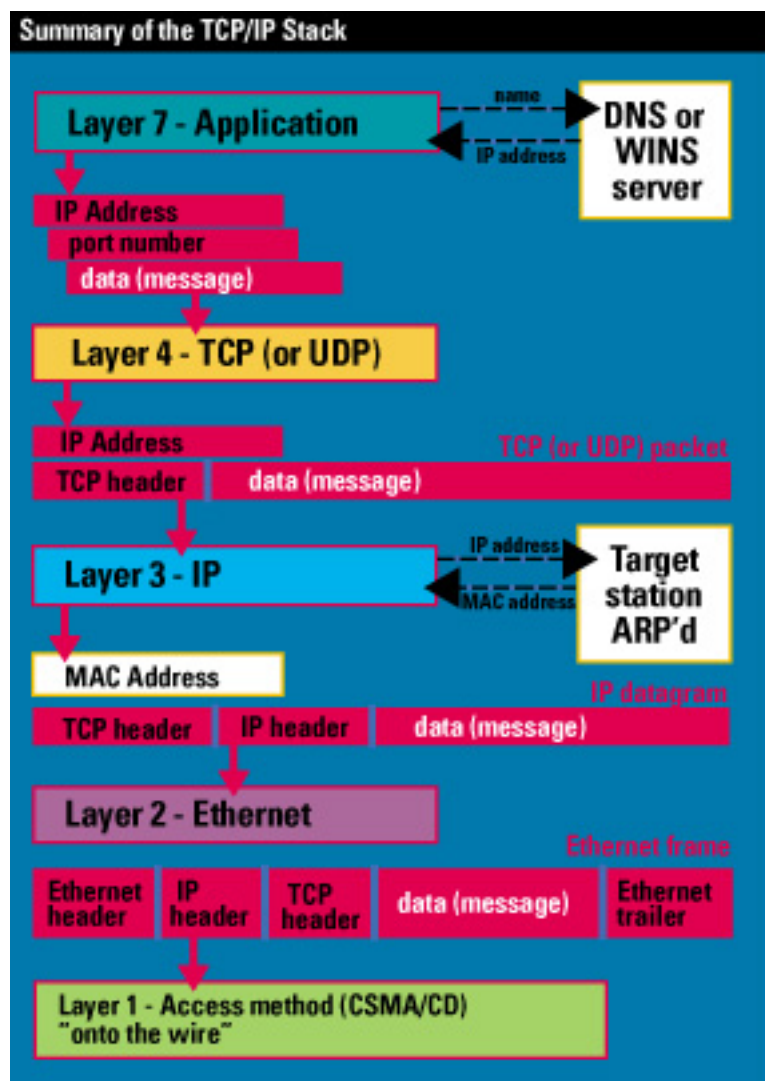 Summary of the TCP/IP Stack
Layer 7 - Application
name
IP address
DNS or
WINS
server
IP Address
port number
data (message)
Layer 4 - TCP (or UDP)
IP Address
TCP (or UDP) packet
TCP header
data (message)
Layer 3 - IP
IP address
MAC address
Target
station
ARP'd
MAC Address
IP datagram
TCP header
IP header
data (message)
Layer 2 - Ethernet
Ethernet frame
Ethernet
header
IP
header
TCP
header
data (message)
Ethernet
trailer
Layer 1 - Access method (CSMA/CD)
"onto the wire"